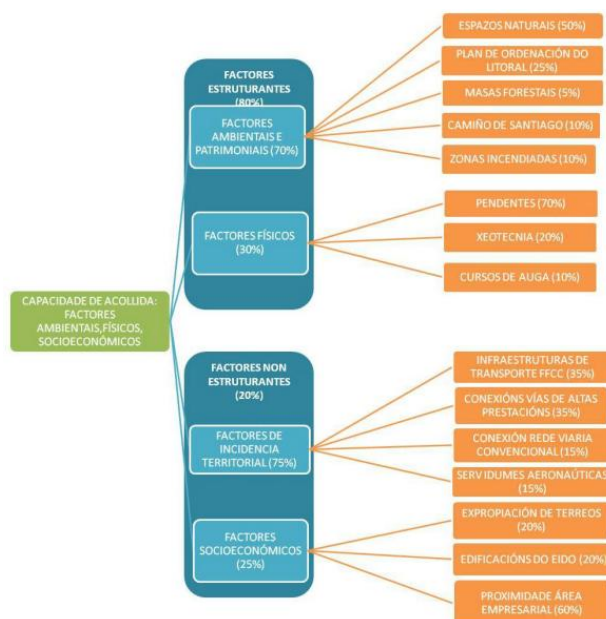 CAPACIDADE DE ACOLLIDA:
FACTORES
AMBIENTAIS,FÍSICOS,
SOCIOECONÓMICOS
FACTORES
ESTRUTURANTES
(80%)
FACTORES
AMBIENTAIS E
PATRIMONIAIS (70%)
ESPAZOS NATURAIS (50%)
PLAN DE ORDENACIÓN DO
LITORAL (25%)
MASAS FORESTAIS (5%)
CAMIÑO DE SANTIAGO (10%)
ZONAS INCENDIADAS (10%)
FACTORES FÍSICOS
(30%)
PENDENTES (70%)
XEOTECNIA (20%)
CURSOS DE AUGA (10%)
FACTORES NON
ESTRUTURANTES
(20%)
FACTORES DE
INCIDENCIA
TERRITORIAL (75%)
INFRAESTRUTURAS DE
TRANSPORTE FFCC (35%)
CONEXIÓNS VÍAS DE ALTAS
PRESTACIÓNS (35%)
CONEXIÓN REDE VIARIA
CONVENCIONAL (15%)
SERVIDUMES AERONAÚTICAS
(15%)
FACTORES
SOCIOECONÓMICOS
(25%)
EXPROPIACIÓN DE TERREOS
(20%)
EDIFICACIÓNS DO EIDO (20%)
PROXIMIDADE ÁREA
EMPRESARIAL (60%)